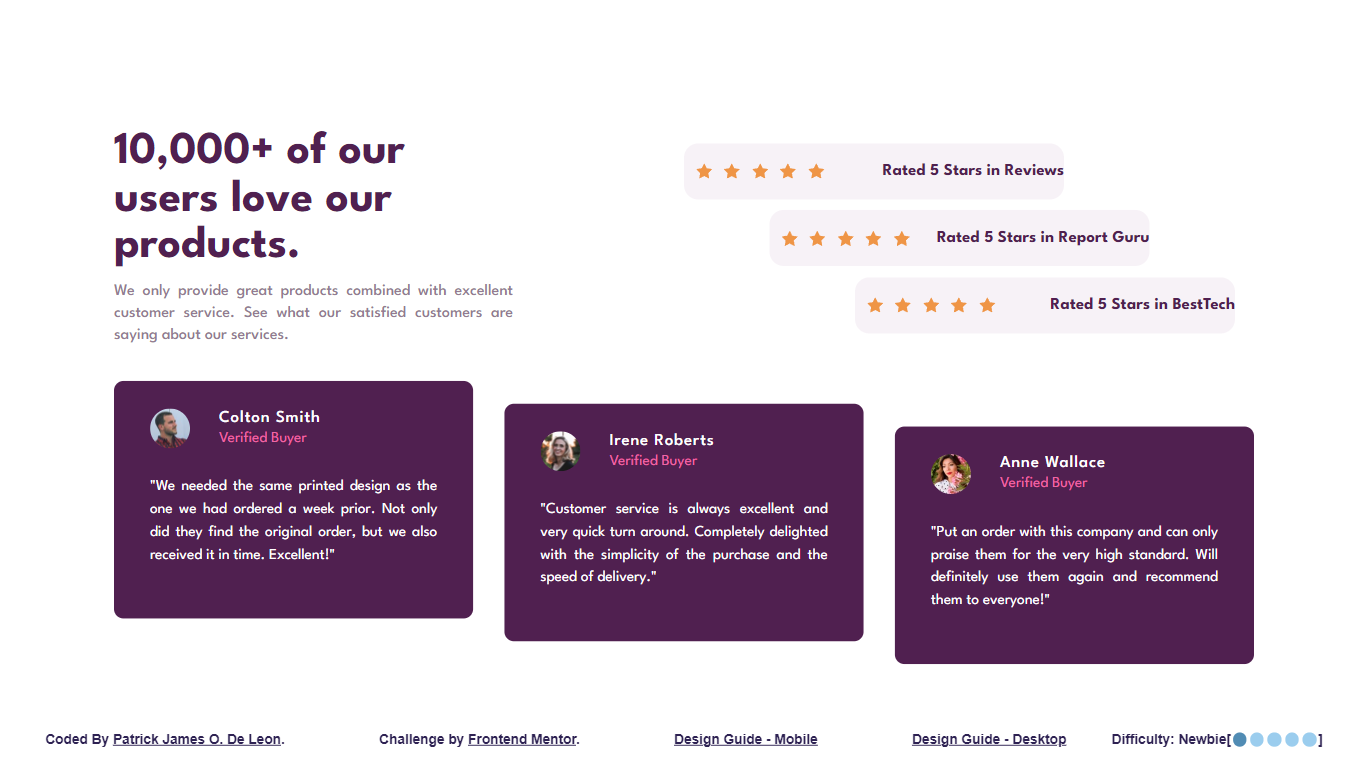 10,000+ of our
users love our
products.
We only provide great products combined with excellent
customer service. See what our satisfied customers are
saying about our services.
Rated 5 Stars in Reviews
Rated 5 Stars in Report Guru
Rated 5 Stars in BestTech
Colton Smith
Verified Buyer
"We needed the same printed design as the
one we had ordered a week prior. Not only
did they find the original order, but we also
received it in time. Excellent!"
Irene Roberts
Verified Buyer
"Customer service is always excellent and
very quick turn around. Completely delighted
with the simplicity of the purchase and the
speed of delivery."
Anne Wallace
Verified Buyer
"Put an order with this company and can only
praise them for the very high standard. Will
definitely use them again and recommend
them to everyone!"
Coded By Patrick James O. De Leon.
Challenge by Frontend Mentor.
Design Guide - Mobile
Design Guide - Desktop
Difficulty: Newbie[ ]